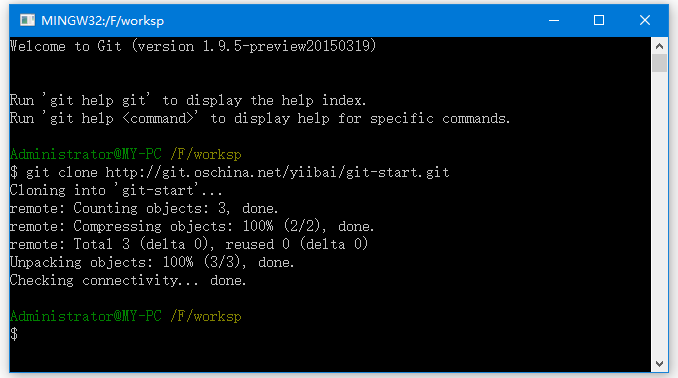 MINGW32:/F/worksp
Welcome to Git (version 1.9.5-preview20150319)
Run 'git help git' to display the help index.
Run 'git help <command>' to display help for specific commands.
Administrator@MY-PC /F/worksp
$ git clone http://git.oschina.net/yiibai/git-start.git
Cloning into 'git-start'...
remote: Counting objects: 3, done.
remote: Compressing objects: 100% (2/2), done.
remote: Total 3 (delta 0), reused 0 (delta 0)
Unpacking objects: 100% (3/3), done.
Checking connectivity... done.
Administrator@MY-PC /F/worksp
$